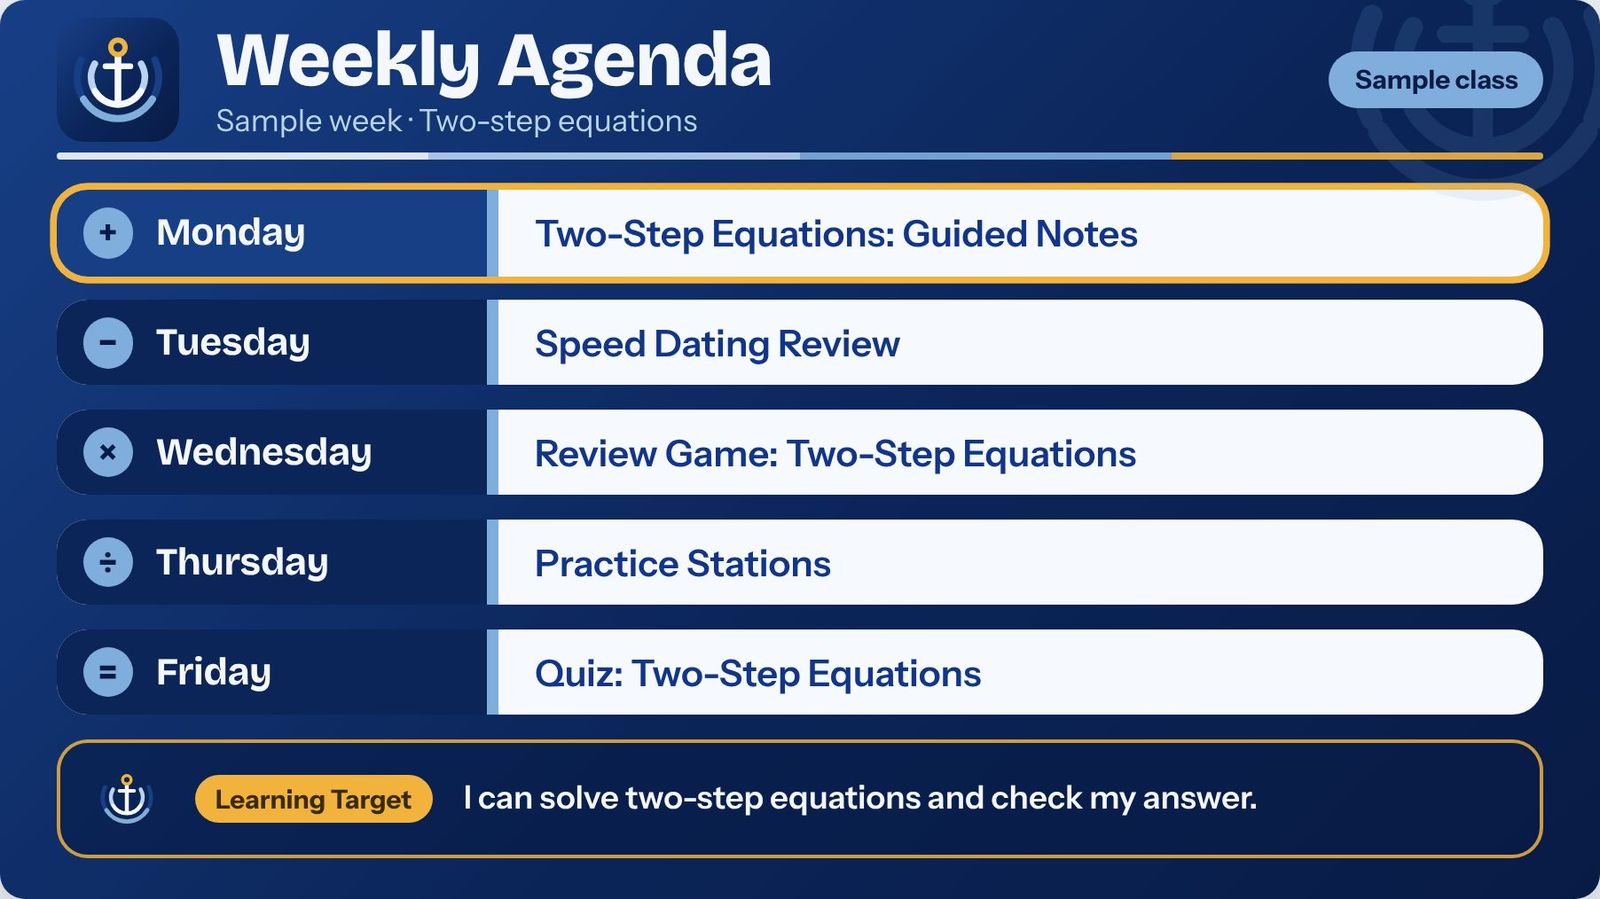 Weekly Agenda
Sample week · Two-step equations
Sample class
+ Monday
Two-Step Equations: Guided Notes
− Tuesday
Speed Dating Review
× Wednesday
Review Game: Two-Step Equations
÷ Thursday
Practice Stations
= Friday
Quiz: Two-Step Equations
Learning Target
I can solve two-step equations and check my answer.